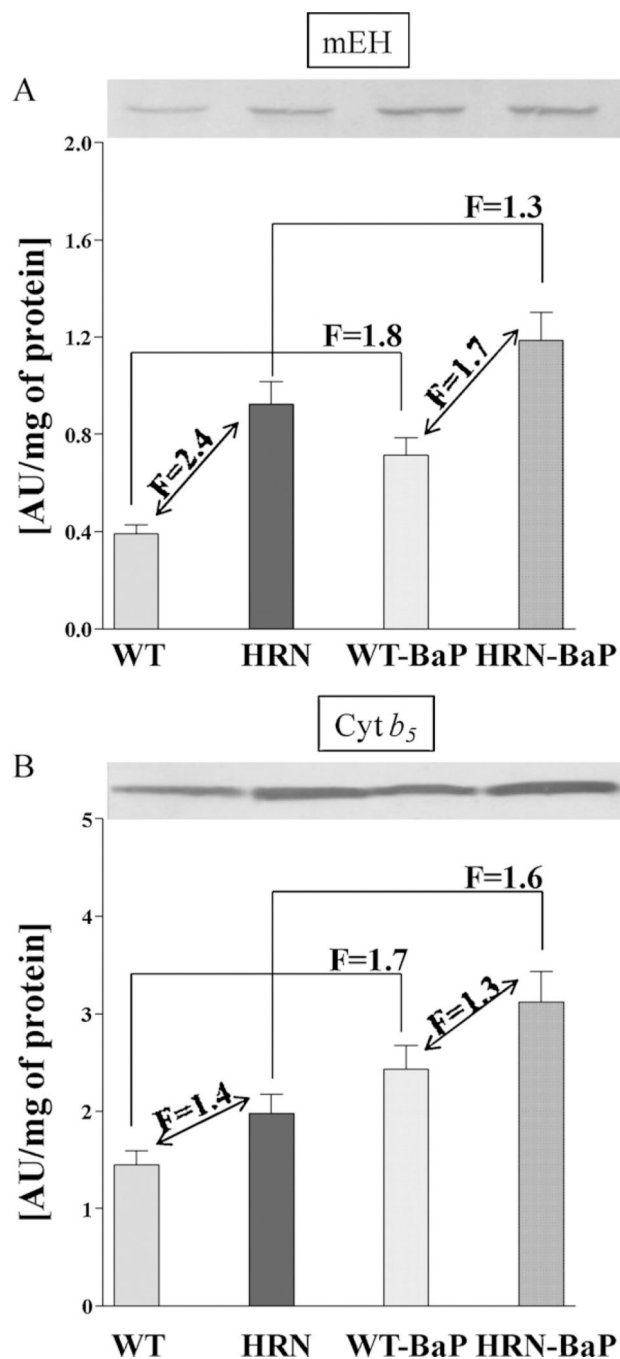 mEH
A
2.0
F=1.3
1.6
F=1.8
F=1.7
1.2
[AU/mg of protein]
0.8
F=2.4
0.4
0.0
WT HRN WT-BaP HRN-BaP
Cyt b₅
B
5
F=1.6
4
F=1.7
F=1.3
3
[AU/mg of protein]
F=1.4
2
1
0
WT HRN WT-BaP HRN-BaP